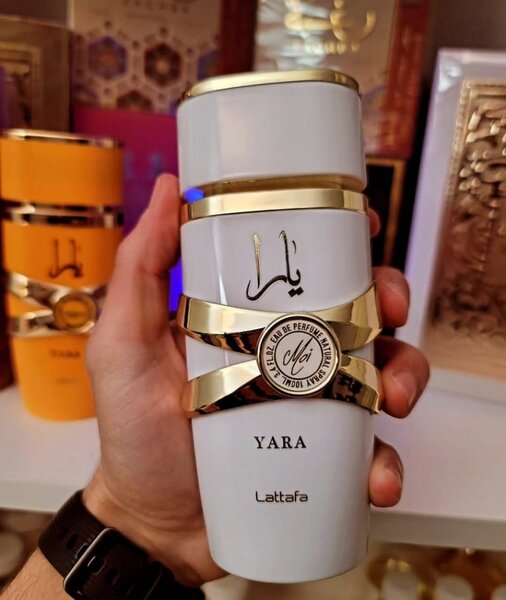 يارا
EAU DE PERFUME NATURAL SPRAY 100ML 3.4 FL.OZ.
Moi
YARA
Lattafa
يارا
YARA